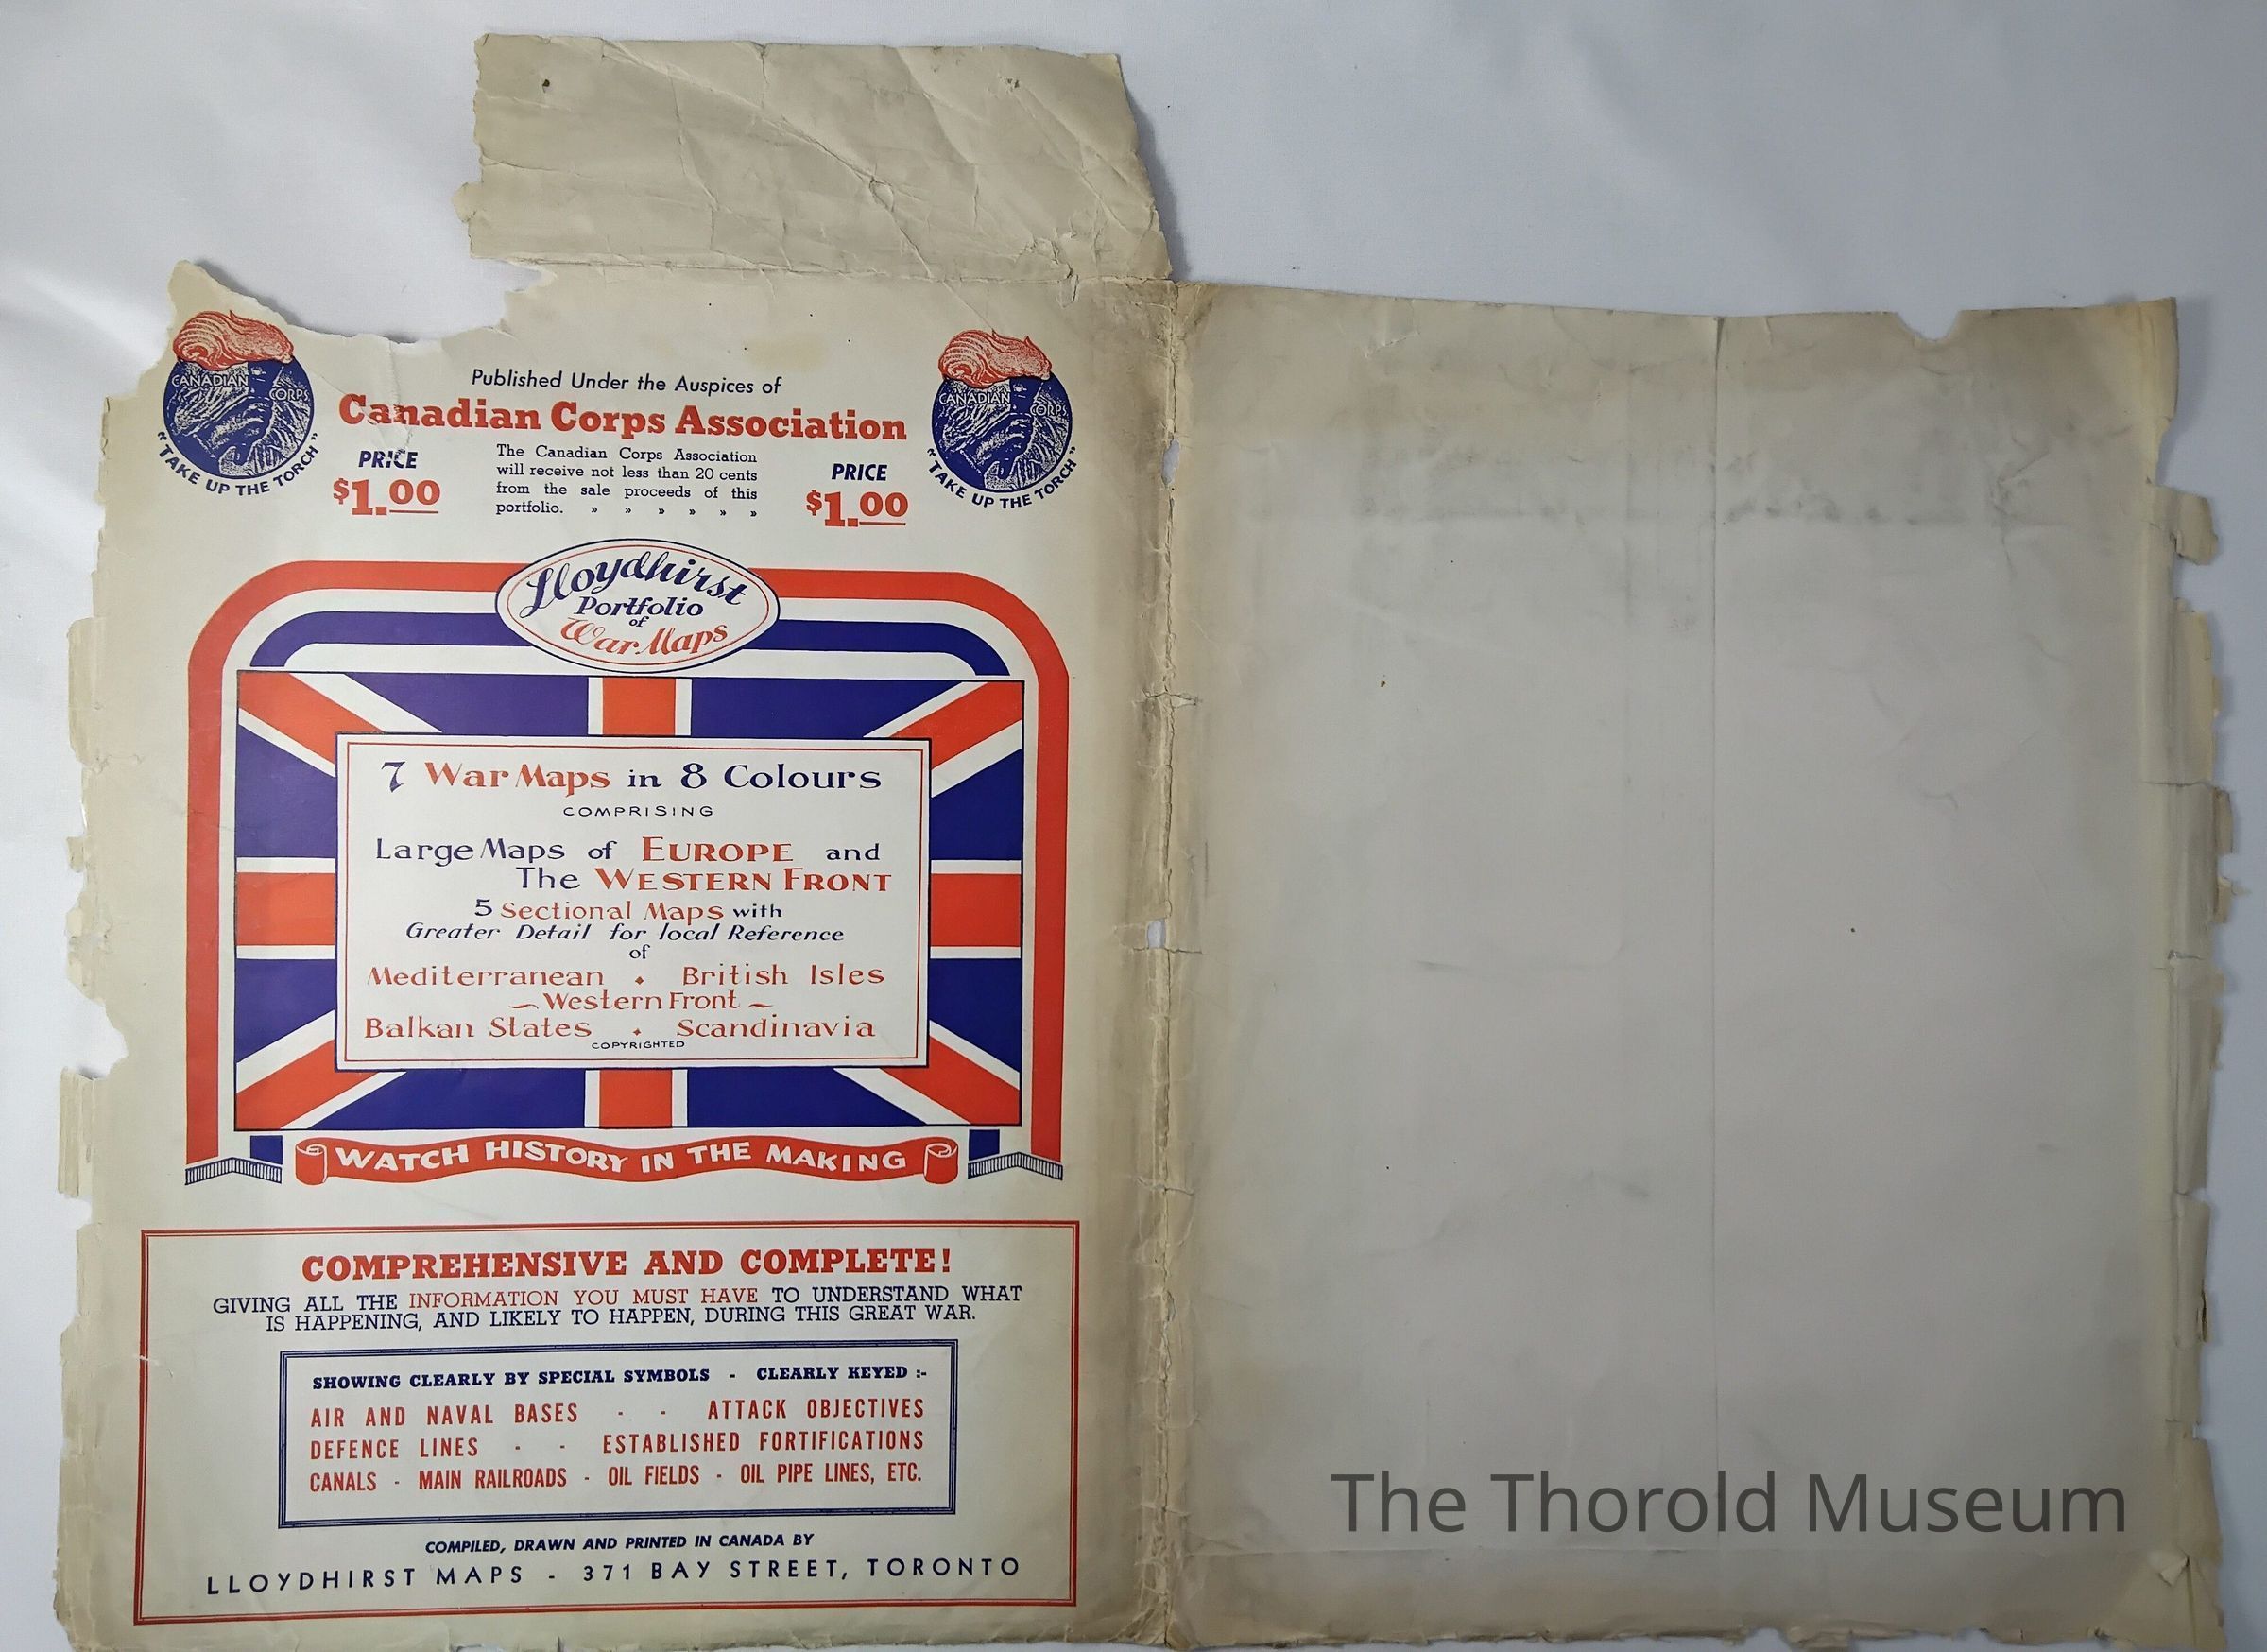 CANADIAN CORPS
"TAKE UP THE TORCH"
Published Under the Auspices of
Canadian Corps Association
PRICE
$1.00
The Canadian Corps Association
will receive not less than 20 cents
from the sale proceeds of this
portfolio. » » » » » »
PRICE
$1.00
CANADIAN CORPS
"TAKE UP THE TORCH"
Lloydhirst
Portfolio
of
War Maps
7 War Maps in 8 Colours
COMPRISING
Large Maps of EUROPE and
The WESTERN FRONT
5 Sectional Maps with
Greater Detail for local Reference
of
Mediterranean British Isles
Western Front
Balkan States Scandinavia
COPYRIGHTED
WATCH HISTORY IN THE MAKING
COMPREHENSIVE AND COMPLETE!
GIVING ALL THE INFORMATION YOU MUST HAVE TO UNDERSTAND WHAT
IS HAPPENING, AND LIKELY TO HAPPEN, DURING THIS GREAT WAR.
SHOWING CLEARLY BY SPECIAL SYMBOLS - CLEARLY KEYED :-
AIR AND NAVAL BASES - - ATTACK OBJECTIVES
DEFENCE LINES - - ESTABLISHED FORTIFICATIONS
CANALS - MAIN RAILROADS - OIL FIELDS - OIL PIPE LINES, ETC.
COMPILED, DRAWN AND PRINTED IN CANADA BY
LLOYDHIRST MAPS - 371 BAY STREET, TORONTO
The Thorold Museum